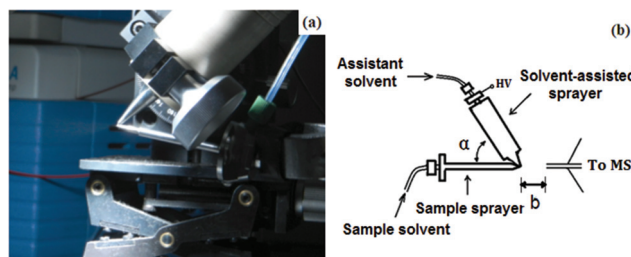 (a)
(b)
Assistant
solvent
HV
Solvent-assisted
sprayer
α
To MS
Sample sprayer
b
Sample solvent